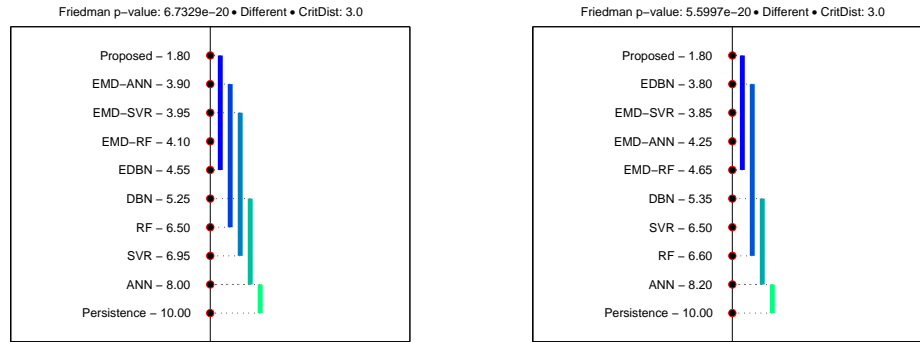 Friedman p-value: 6.7329e−20 • Different • CritDist: 3.0
Proposed − 1.80
EMD−ANN − 3.90
EMD−SVR − 3.95
EMD−RF − 4.10
EDBN − 4.55
DBN − 5.25
RF − 6.50
SVR − 6.95
ANN − 8.00
Persistence − 10.00
Friedman p-value: 5.5997e−20 • Different • CritDist: 3.0
Proposed − 1.80
EDBN − 3.80
EMD−SVR − 3.85
EMD−ANN − 4.25
EMD−RF − 4.65
DBN − 5.35
SVR − 6.50
RF − 6.60
ANN − 8.20
Persistence − 10.00